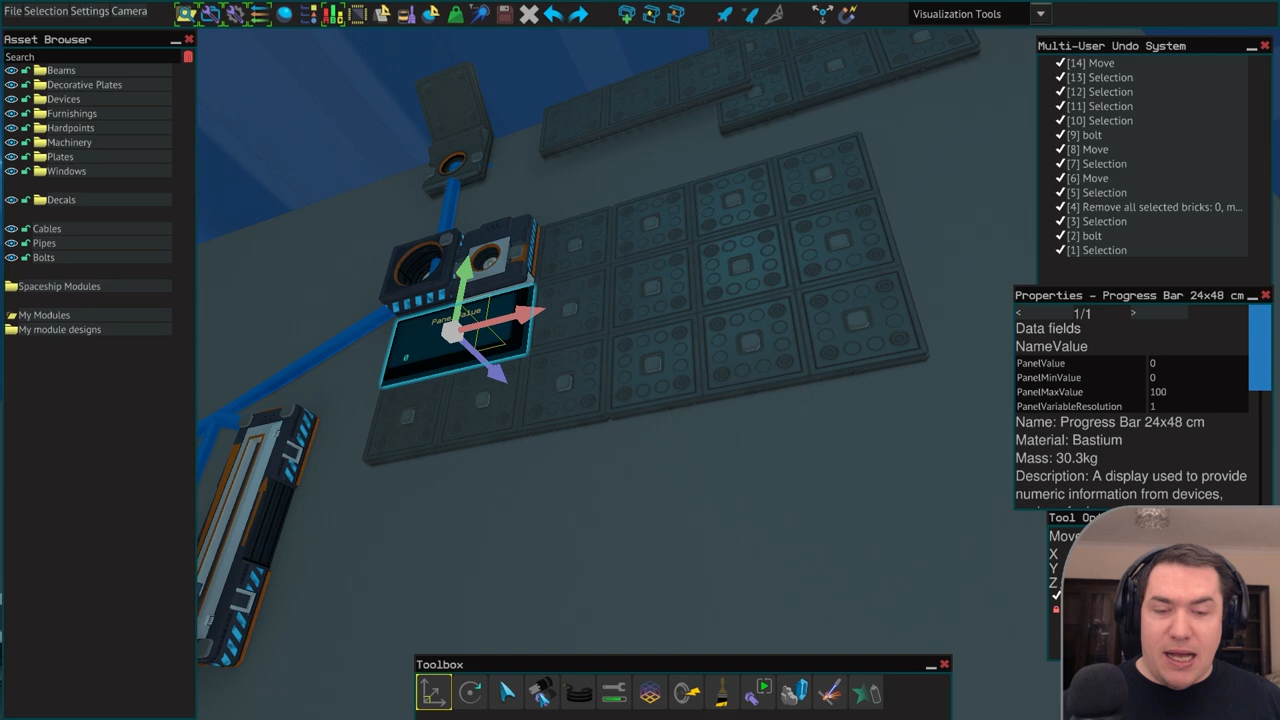 File Selection Settings Camera
Visualization Tools
Asset Browser
Search
Beams
Decorative Plates
Devices
Furnishings
Hardpoints
Machinery
Plates
Windows
Decals
Cables
Pipes
Bolts
Spaceship Modules
My Modules
My module designs
Multi-User Undo System
[14] Move
[13] Selection
[12] Selection
[11] Selection
[10] Selection
[9] bolt
[8] Move
[7] Selection
[6] Move
[5] Selection
[4] Remove all selected bricks: 0, m...
[3] Selection
[2] bolt
[1] Selection
Properties - Progress Bar 24x48 cm
< 1/1 >
Data fields
NameValue
PanelValue 0
PanelMinValue 0
PanelMaxValue 100
PanelVariableResolution 1
Name: Progress Bar 24x48 cm
Material: Bastium
Mass: 30.3kg
Description: A display used to provide
numeric information from devices,
Tool
Move
X
Y
Z
0
Toolbox